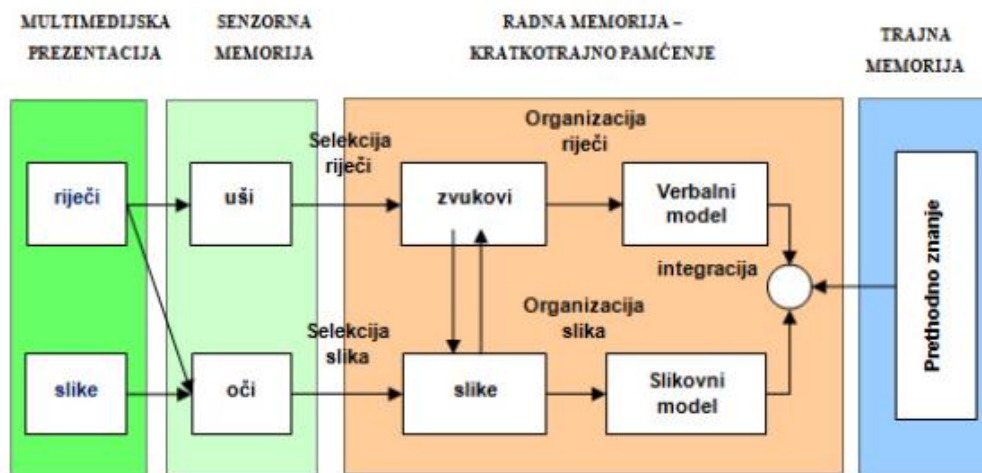 MULTIMEDIJSKA
PREZENTACIJA
SENZORNA
MEMORIJA
RADNA MEMORIJA –
KRATKOTRAJNO PAMĆENJE
TRAJNA
MEMORIJA
Selekcija
riječi
Organizacija
riječi
riječi
uši
zvukovi
Verbalni
model
integracija
Prethodno znanje
Selekcija
slika
Organizacija
slika
slike
oči
slike
Slikovni
model